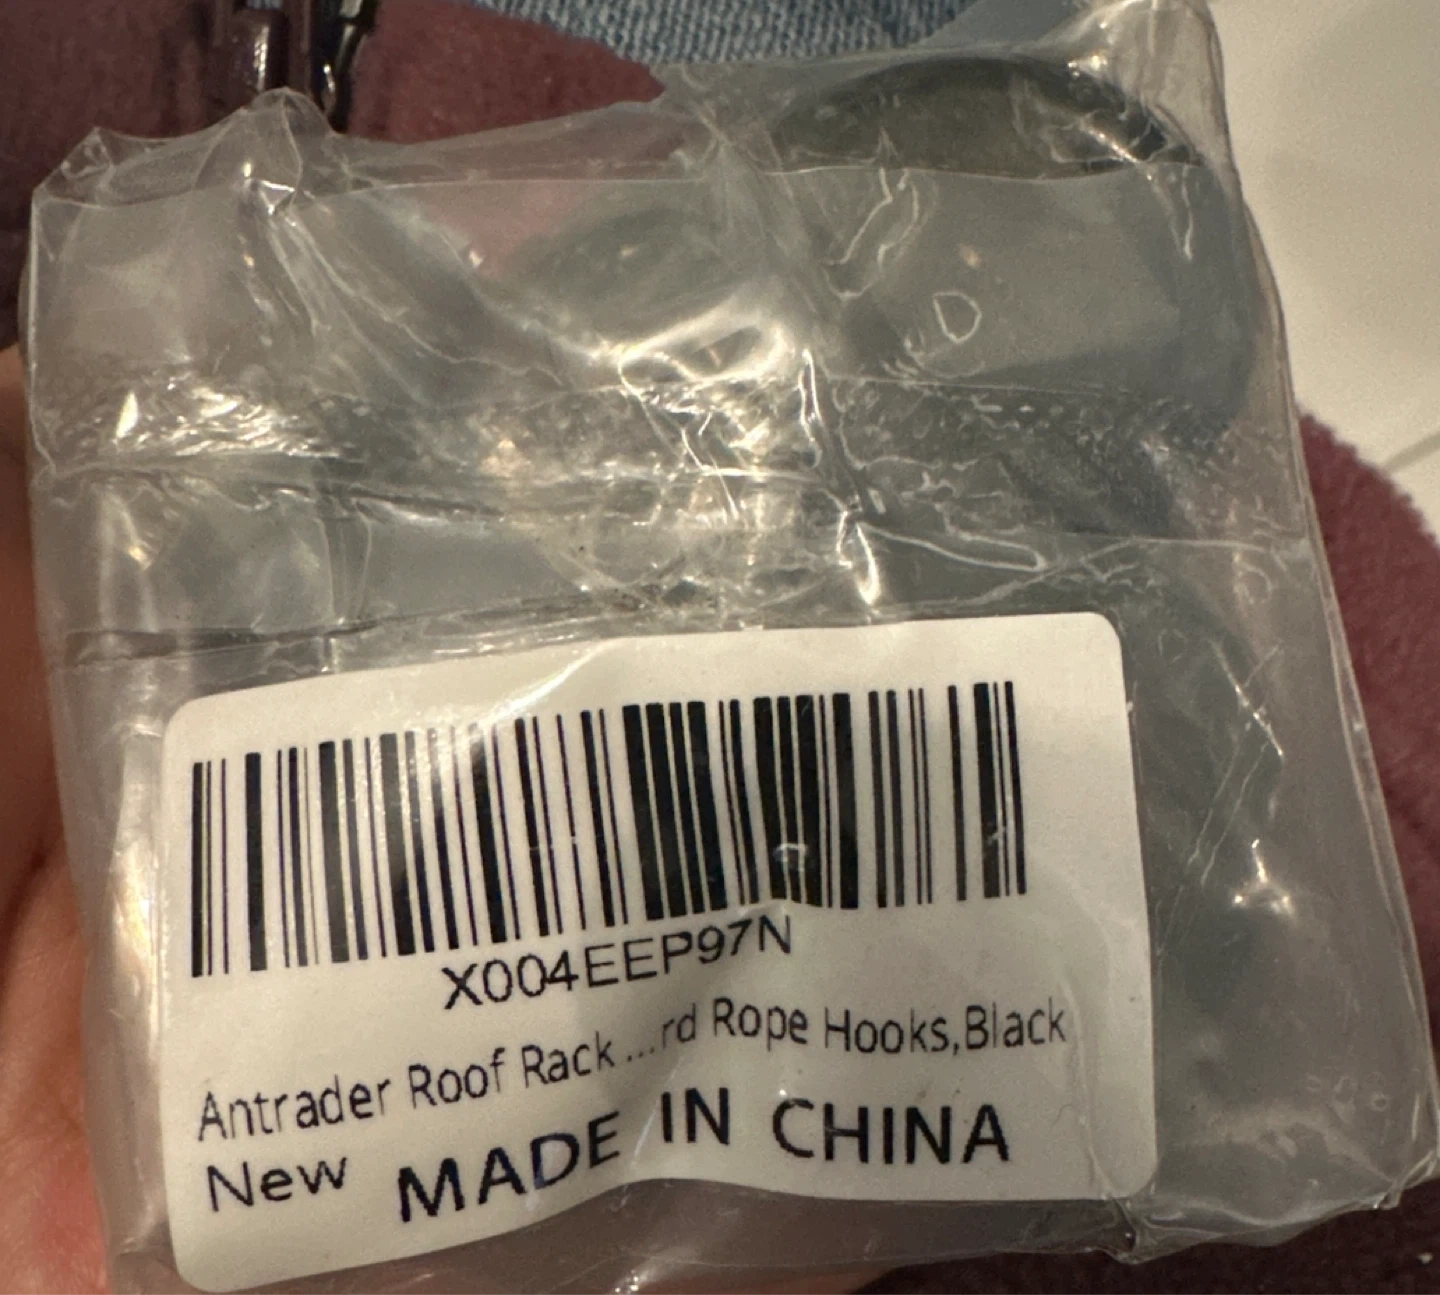 X004EEP97N
Antrader Roof Rack ...rd Rope Hooks,Black
New MADE IN CHINA